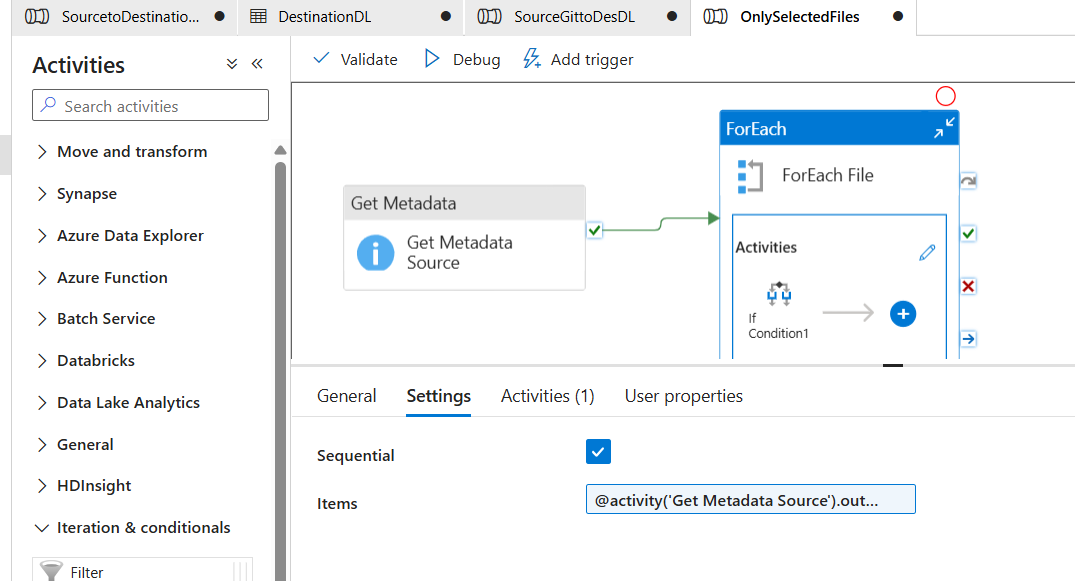 SourcetoDestinatio...
DestinationDL
SourceGittoDesDL
OnlySelectedFiles
Activities
Validate
Debug
Add trigger
Search activities
Move and transform
Synapse
Azure Data Explorer
Azure Function
Batch Service
Databricks
Data Lake Analytics
General
HDInsight
Iteration & conditionals
Filter
Get Metadata
Get Metadata
Source
ForEach
ForEach File
Activities
If
Condition1
General
Settings
Activities (1)
User properties
Sequential
Items
@activity('Get Metadata Source').out...